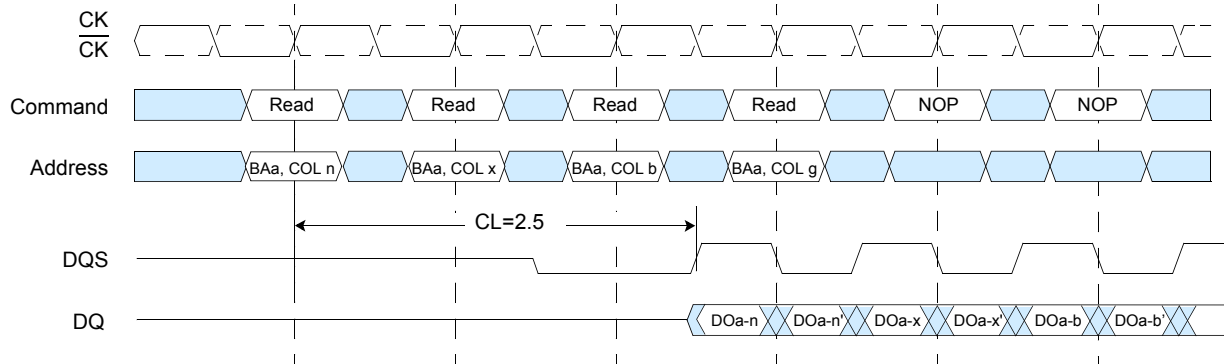 CK
CK
Command Read Read Read Read NOP NOP
Address BAa, COL n BAa, COL x BAa, COL b BAa, COL g
CL=2.5
DQS
DQ DOa-n DOa-n' DOa-x DOa-x' DOa-b DOa-b’